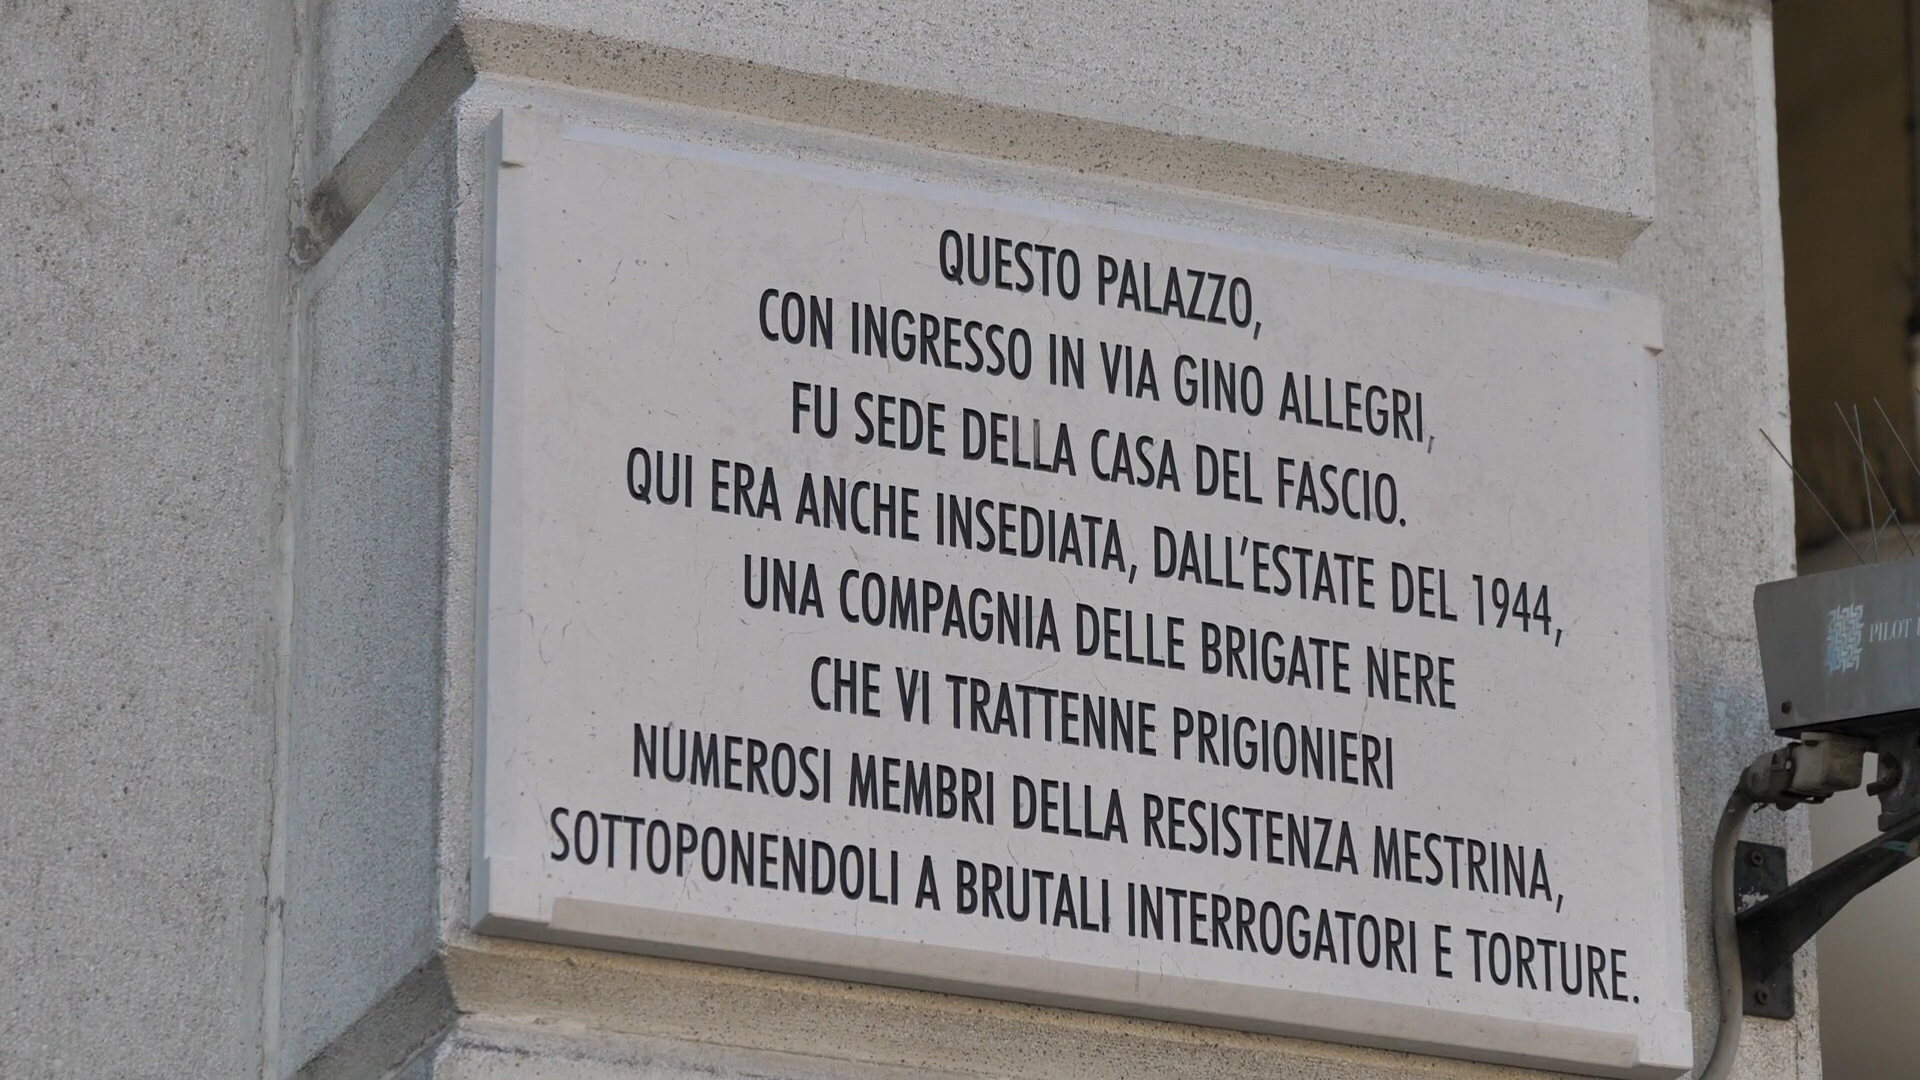 QUESTO PALAZZO,
CON INGRESSO IN VIA GINO ALLEGRI,
FU SEDE DELLA CASA DEL FASCIO.
QUI ERA ANCHE INSEDIATA, DALL'ESTATE DEL 1944,
UNA COMPAGNIA DELLE BRIGATE NERE
CHE VI TRATTENNE PRIGIONIERI
NUMEROSI MEMBRI DELLA RESISTENZA MESTRINA,
SOTTOPONENDOLI A BRUTALI INTERROGATORI E TORTURE.
PILOT